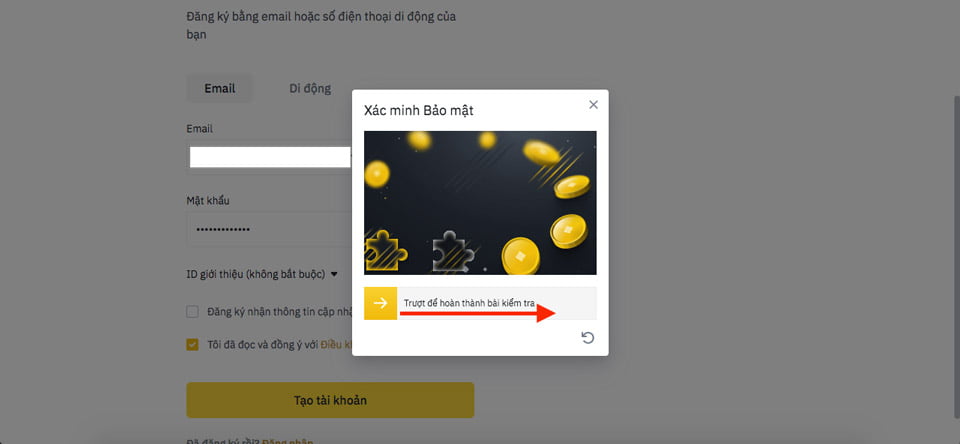 Đăng ký bằng email hoặc số điện thoại di động của
bạn
Email
Di động
Email
Mật khẩu
ID giới thiệu (không bắt buộc)
Đăng ký nhận thông tin cập nh
Tôi đã đọc và đồng ý với Điều kh
Tạo tài khoản
Đã đăng ký rồi? Đăng nhập
Xác minh Bảo mật
Trượt để hoàn thành bài kiểm tra